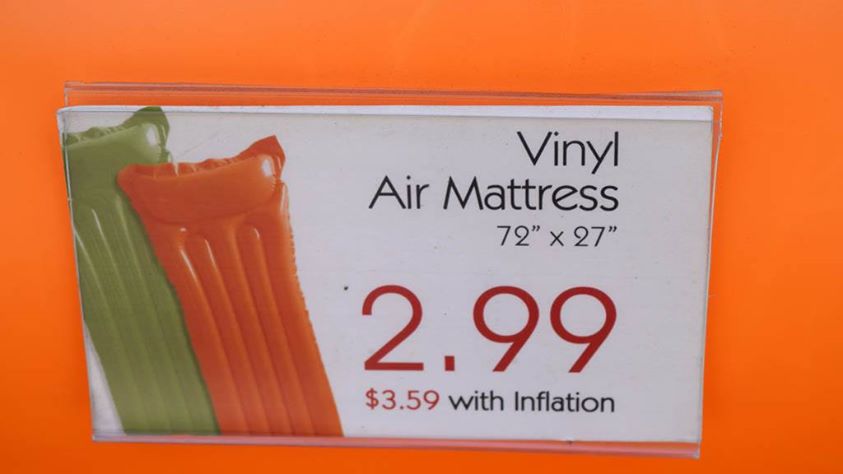 Vinyl
Air Mattress
72” x 27”
2.99
$3.59 with Inflation